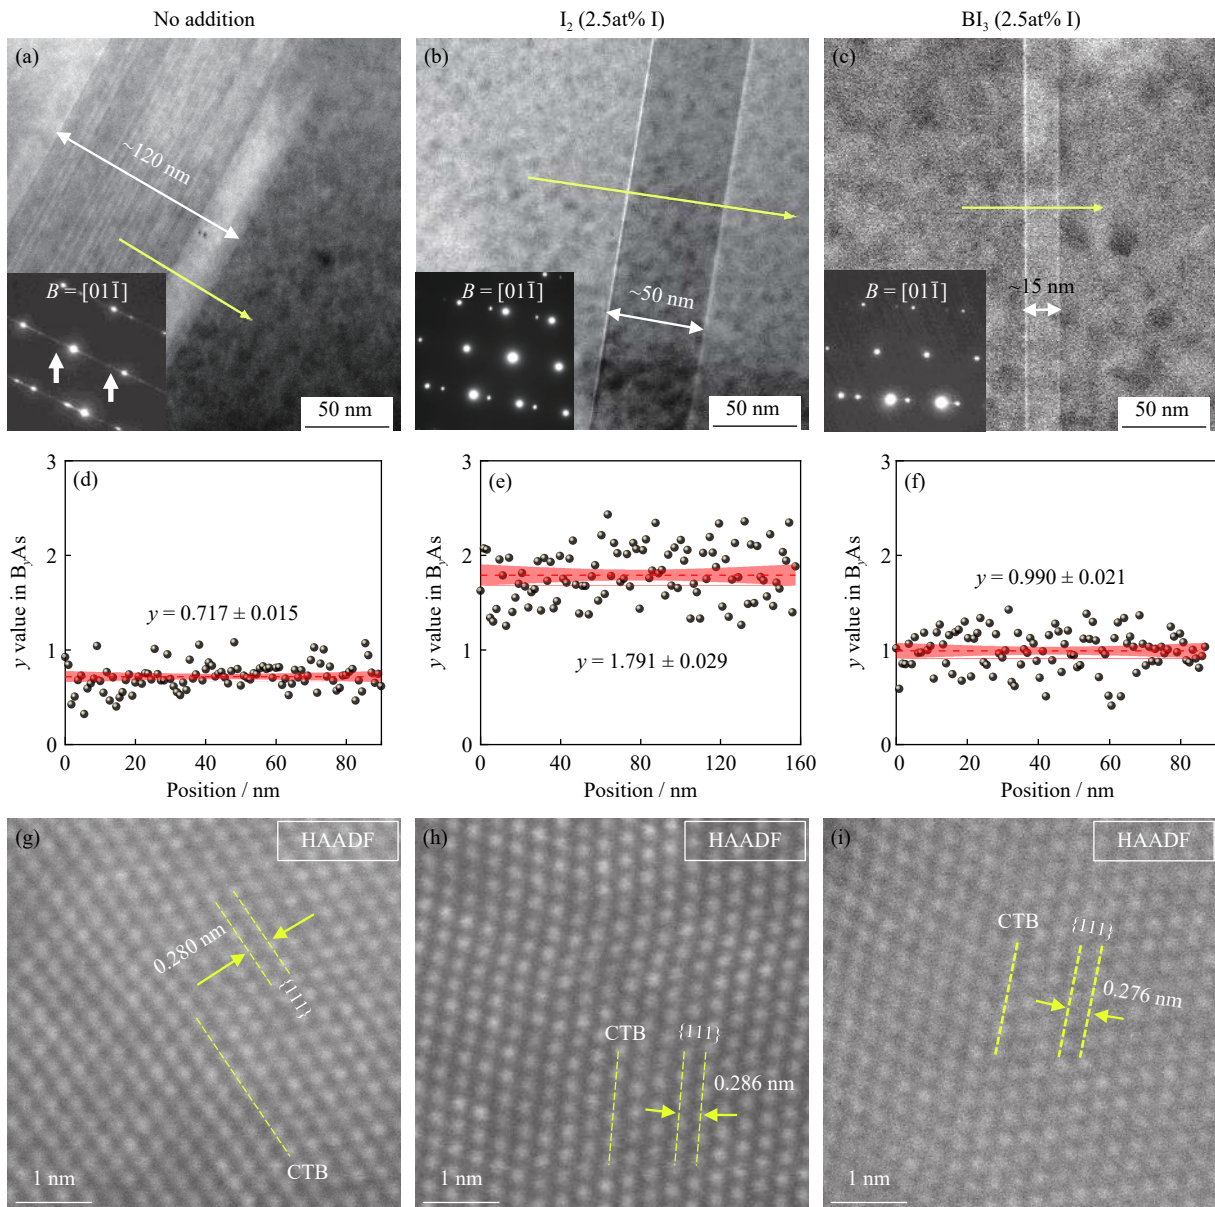 No addition
I₂ (2.5at% I)
BI₃ (2.5at% I)
(a)
~120 nm
B = [011̄]
50 nm
(b)
~50 nm
B = [011̄]
50 nm
(c)
~15 nm
B = [011̄]
50 nm
(d)
y value in ByAs
3
2
1
0
y = 0.717 ± 0.015
0 20 40 60 80
Position / nm
(e)
y value in ByAs
3
2
1
0
y = 1.791 ± 0.029
0 40 80 120 160
Position / nm
(f)
y value in ByAs
3
2
1
0
y = 0.990 ± 0.021
0 20 40 60 80
Position / nm
(g)
HAADF
0.280 nm
{111}
CTB
1 nm
(h)
HAADF
CTB
{111}
0.286 nm
1 nm
(i)
HAADF
CTB
{111}
0.276 nm
1 nm